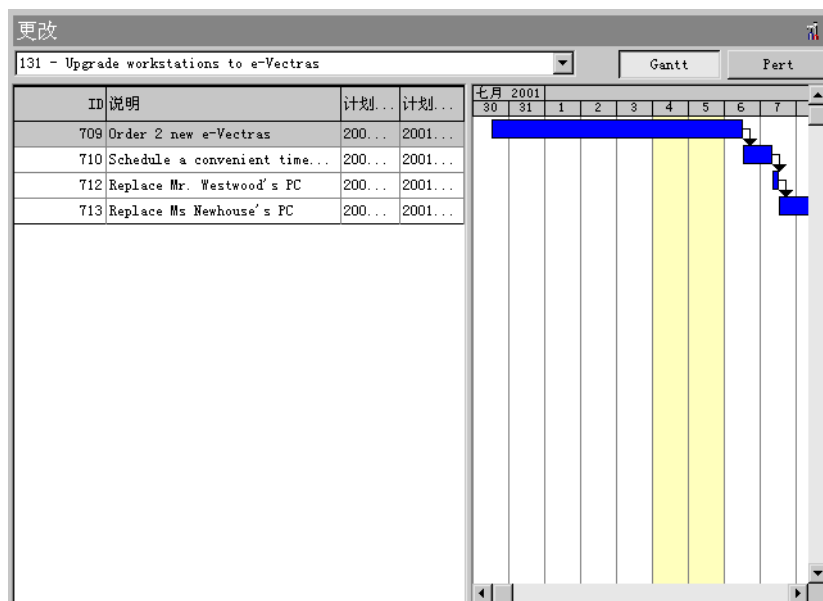 更改
131 - Upgrade workstations to e-Vectras
Gantt Pert
ID 说明 计划... 计划...
七月 2001
30 31 1 2 3 4 5 6 7
709 Order 2 new e-Vectras 200... 2001...
710 Schedule a convenient time... 200... 2001...
712 Replace Mr. Westwood's PC 200... 2001...
713 Replace Ms Newhouse's PC 200... 2001...